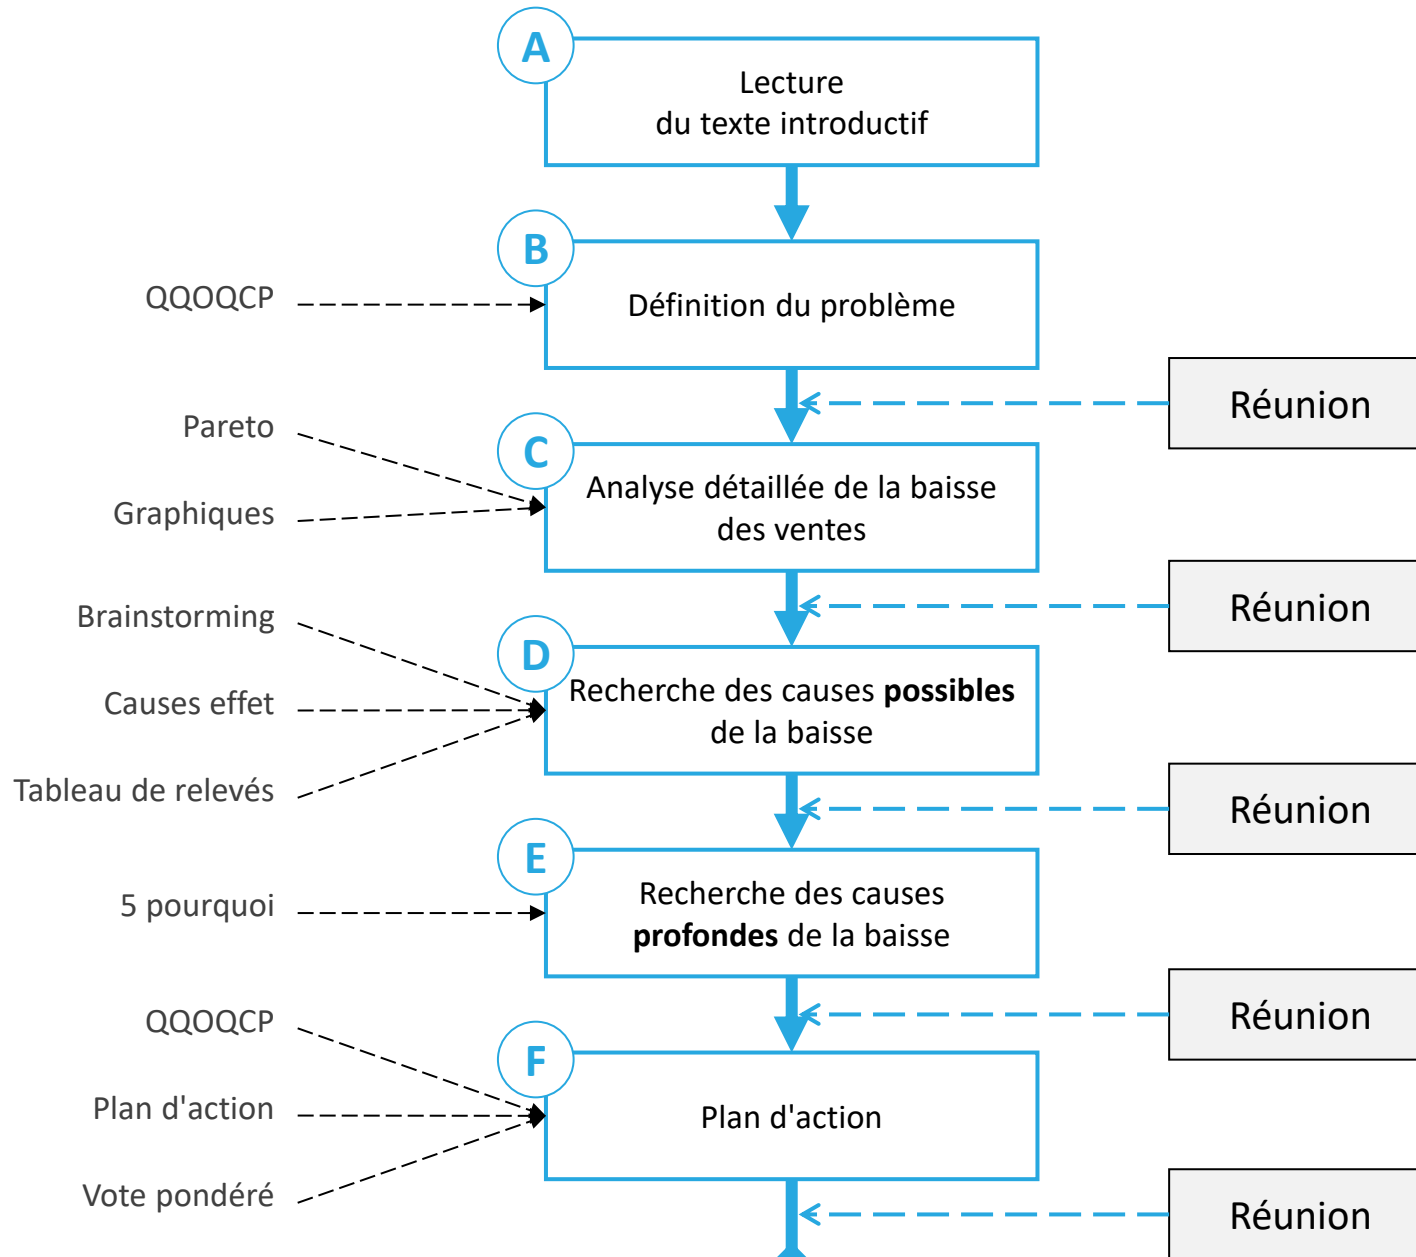 A
Lecture
du texte introductif
B
QQOQCP
Définition du problème
Réunion
Pareto
C
Graphiques
Analyse détaillée de la baisse
des ventes
Réunion
Brainstorming
D
Causes effet
Recherche des causes possibles
de la baisse
Tableau de relevés
Réunion
E
5 pourquoi
Recherche des causes
profondes de la baisse
Réunion
QQOQCP
F
Plan d'action
Plan d'action
Vote pondéré
Réunion